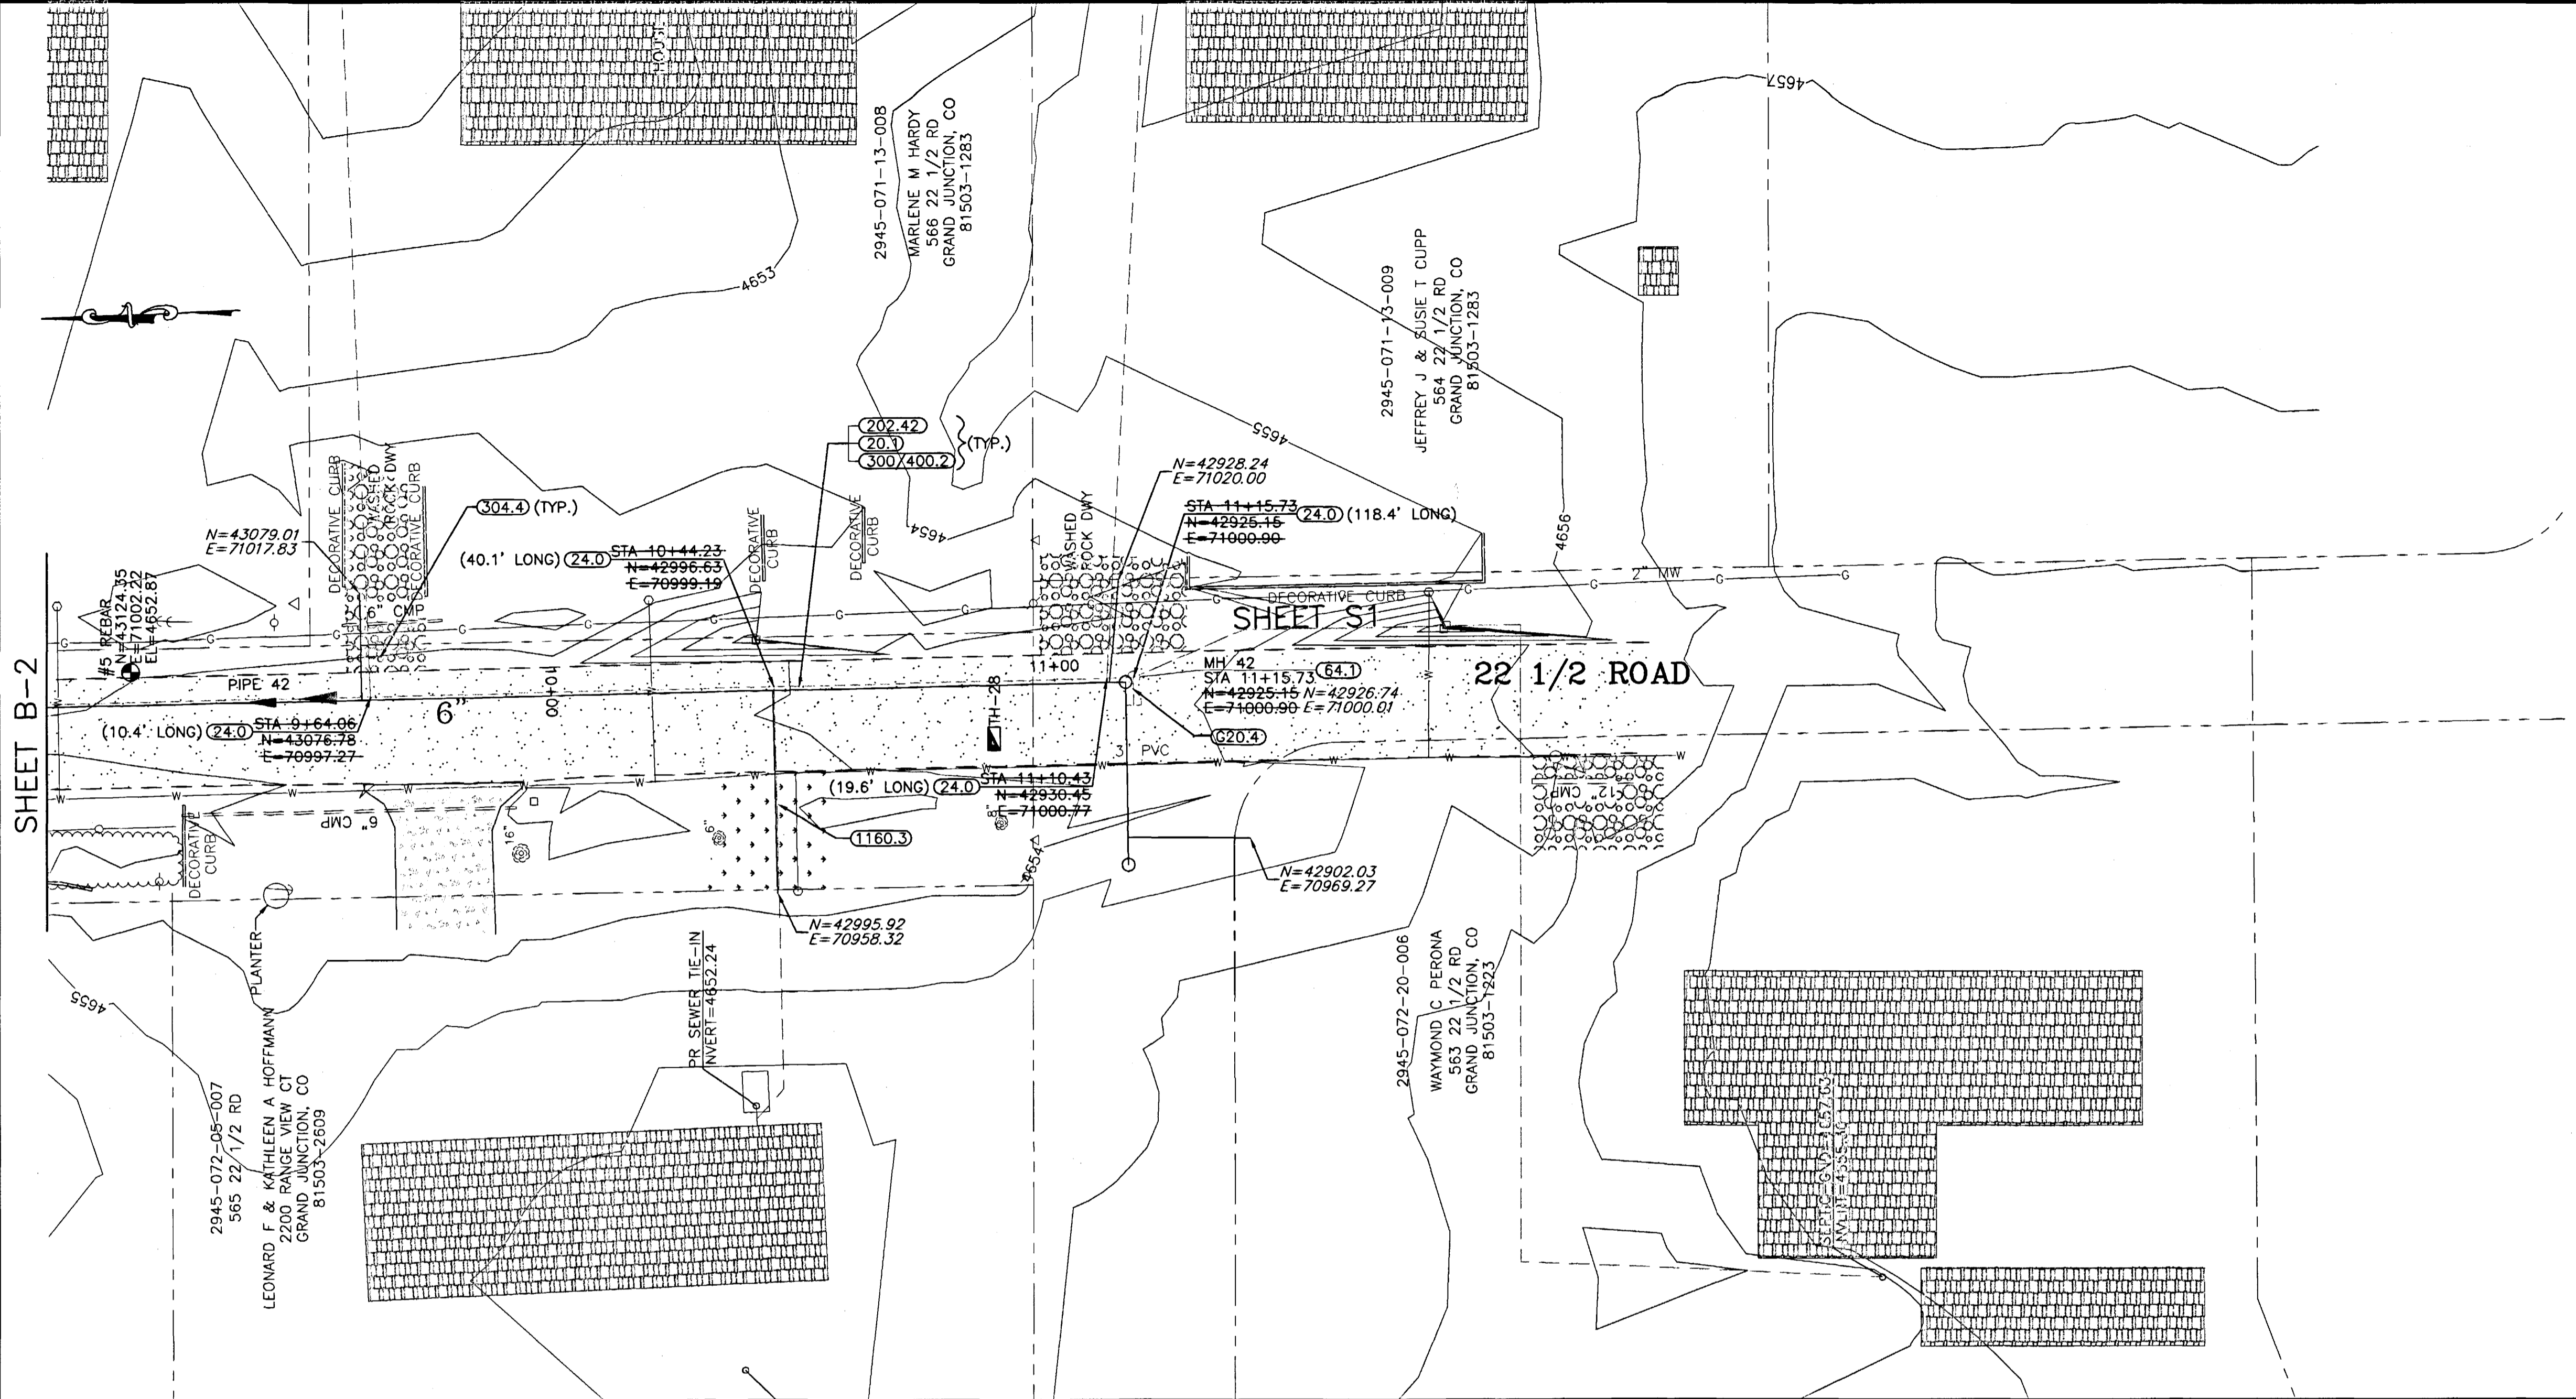 HOUSE
2945-071-13-008
MARLENE M HARDY
566 22 1/2 RD
GRAND JUNCTION, CO
81503-1283
4657
4653
2945-071-13-009
JEFFREY J & SUSIE T CUPP
564 22 1/2 RD
GRAND JUNCTION, CO
81503-1283
202.42
20.1
300/400.2
(TYP.)
4655
4654
4656
N=42928.24
E=71020.00
STA 11+15.73
N=42925.15
E=71000.90
24.0 (118.4' LONG)
DECORATIVE CURB
WASHED
ROCK DWY
DECORATIVE CURB
304.4 (TYP.)
N=43079.01
E=71017.83
(40.1' LONG) 24.0 STA 10+44.23
N=42996.63
E=70999.19
DECORATIVE
CURB
DECORATIVE
CURB
WASHED
ROCK DWY
#5 REBAR
N=43124.35
E=71002.22
EL=4652.87
6" CMP
G
G
G
G
G
G
G
G
G
G
2" MW
DECORATIVE CURB
SHEET S1
SHEET B-2
PIPE 42
6"
10+00
11+00
TH-28
MH 42
STA 11+15.73
64.1
N=42925.15 N=42926.74
E=71000.90 E=71000.01
22 1/2 ROAD
(10.4' LONG) 24.0 STA 9+64.06
N=43076.78
E=70997.27
G20.4
3" PVC
(19.6' LONG) 24.0 STA 11+10.43
N=42930.45
E=71000.77
W
W
W
W
W
W
W
W
W
W
6" CMP
12" CMP
16"
6"
8"
1160.3
DECORATIVE
CURB
4654
N=42902.03
E=70969.27
N=42995.92
E=70958.32
PLANTER
4655
PR SEWER TIE-IN
NVERT=4652.24
2945-072-05-007
565 22 1/2 RD
LEONARD F & KATHLEEN A HOFFMANN
2200 RANGE VIEW CT
GRAND JUNCTION, CO
81503-2609
2945-072-20-006
WAYMOND C PERONA
563 22 1/2 RD
GRAND JUNCTION, CO
81503-1223